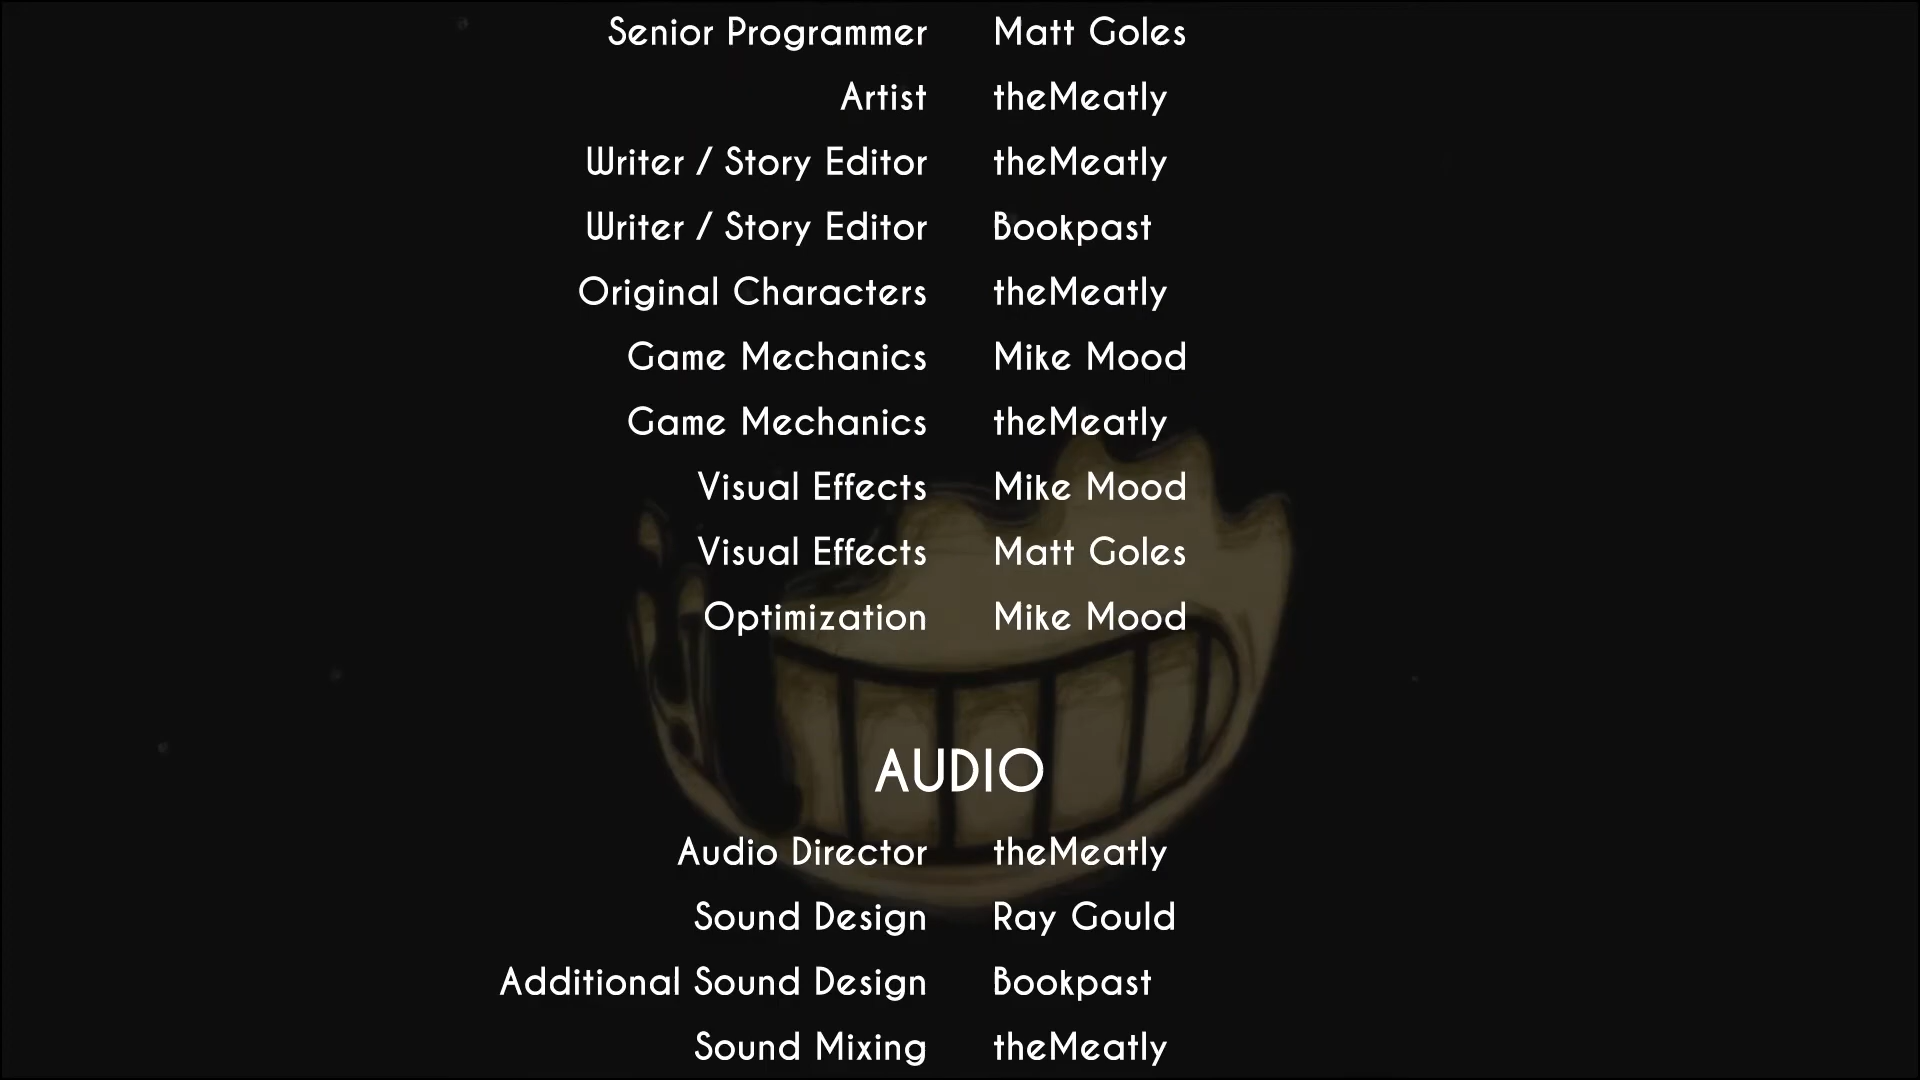 Senior Programmer Matt Goles
Artist theMeatly
Writer / Story Editor theMeatly
Writer / Story Editor Bookpast
Original Characters theMeatly
Game Mechanics Mike Mood
Game Mechanics theMeatly
Visual Effects Mike Mood
Visual Effects Matt Goles
Optimization Mike Mood
AUDIO
Audio Director theMeatly
Sound Design Ray Gould
Additional Sound Design Bookpast
Sound Mixing theMeatly